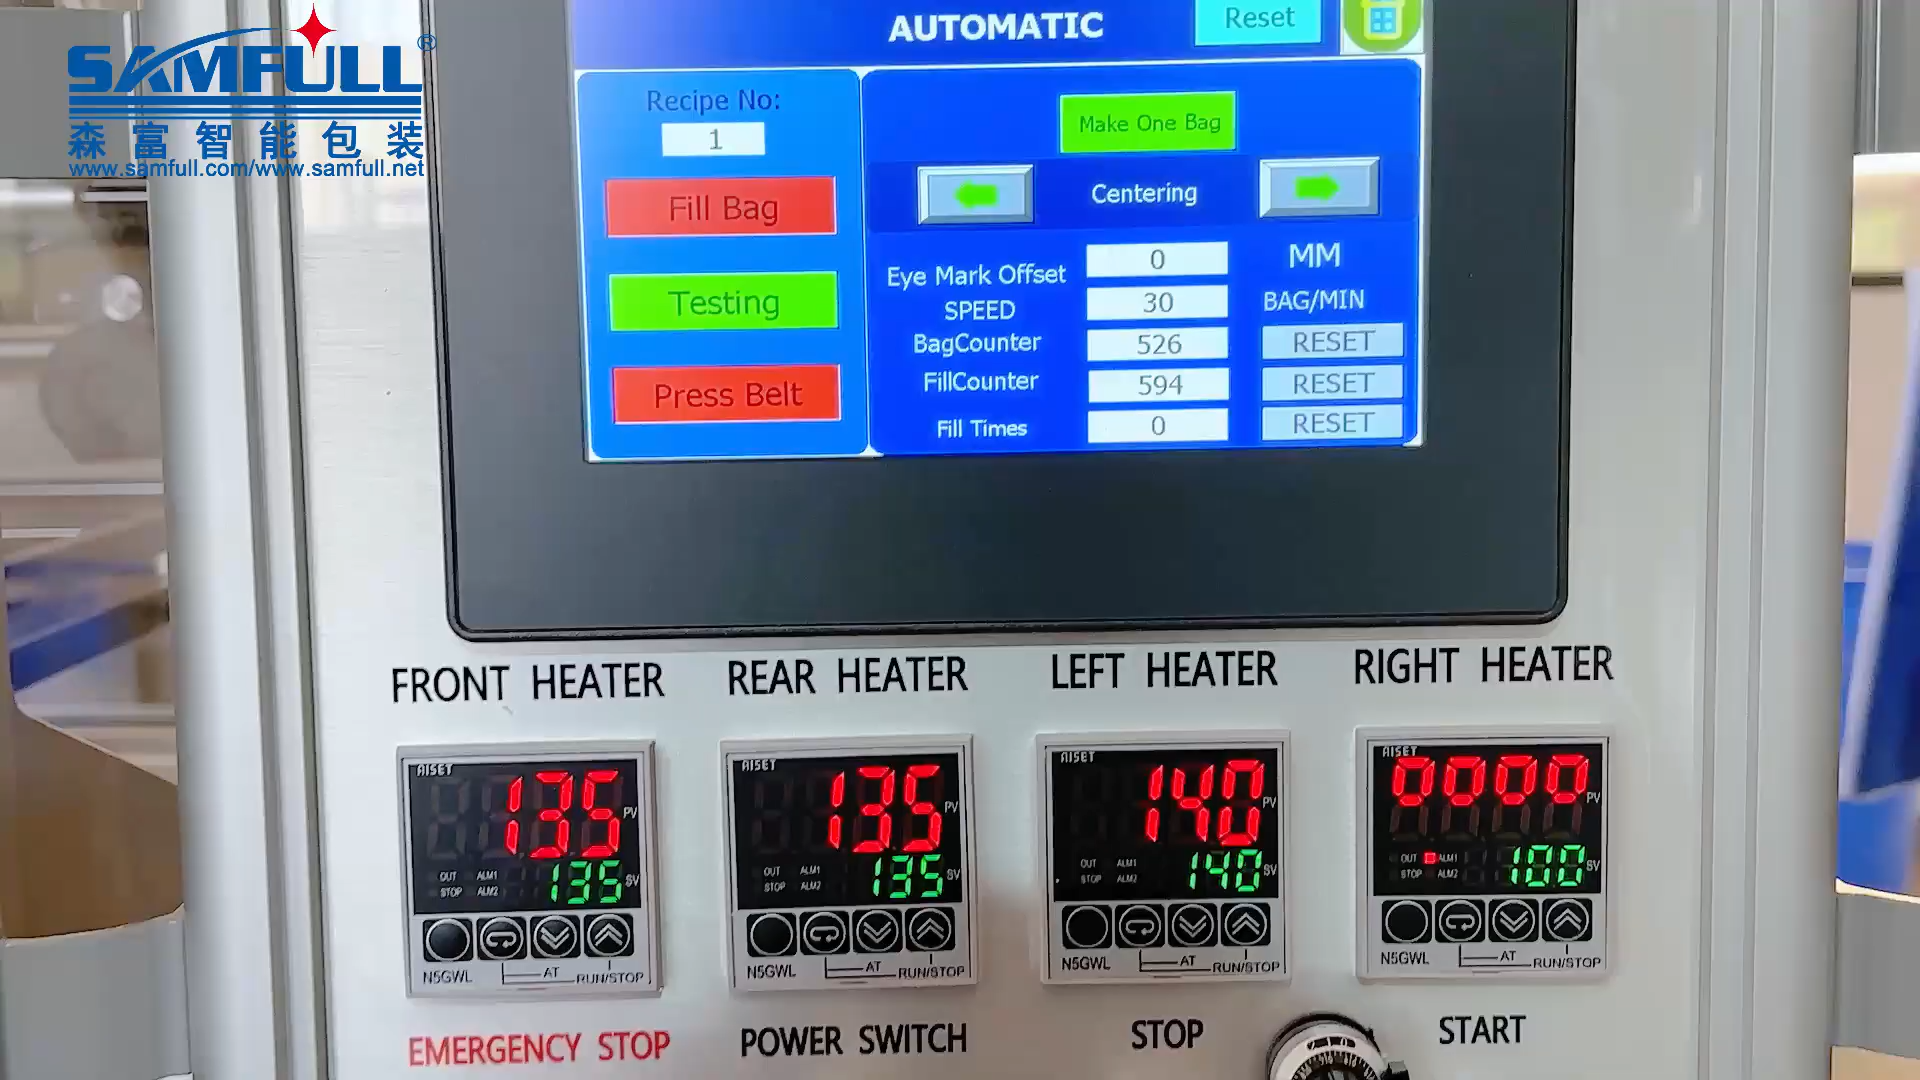 SAMFULL®
森富智能包装
www.samfull.com/www.samfull.net
AUTOMATIC
Reset
Recipe No:
1
Fill Bag
Testing
Press Belt
Make One Bag
Centering
Eye Mark Offset 0 MM
SPEED 30 BAG/MIN
BagCounter 526 RESET
FillCounter 594 RESET
Fill Times 0 RESET
FRONT HEATER
REAR HEATER
LEFT HEATER
RIGHT HEATER
AISET
135 PV
OUT ALM1
STOP ALM2
135 SV
N5GWL AT RUN/STOP
AISET
135 PV
OUT ALM1
STOP ALM2
135 SV
N5GWL AT RUN/STOP
AISET
140 PV
OUT ALM1
STOP ALM2
140 SV
N5GWL AT RUN/STOP
AISET
oooo PV
OUT ALM1
STOP ALM2
100 SV
N5GWL AT RUN/STOP
EMERGENCY STOP
POWER SWITCH
STOP
START